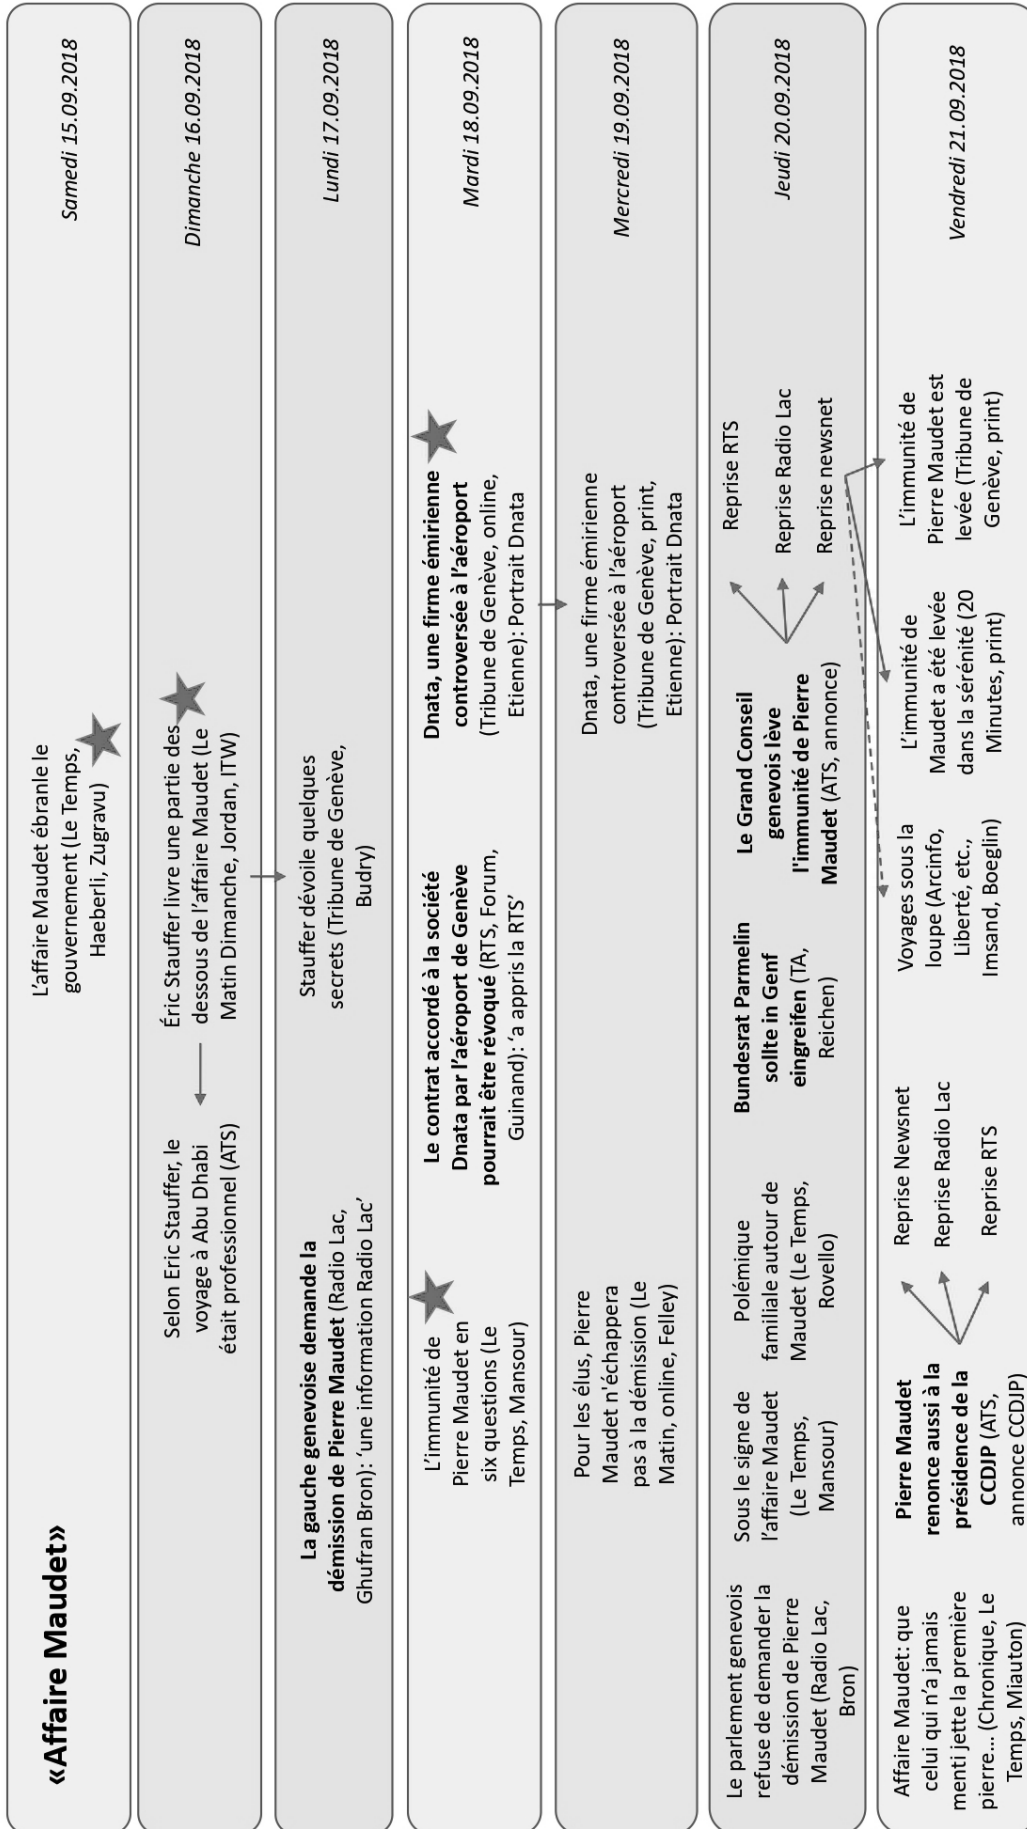 «Affaire Maudet»
L'affaire Maudet ébranle le
gouvernement (Le Temps,
Haeberli, Zugravu)
Samedi 15.09.2018
Selon Eric Stauffer, le
voyage à Abu Dhabi
était professionnel (ATS)
Éric Stauffer livre une partie des
dessous de l'affaire Maudet (Le
Matin Dimanche, Jordan, ITW)
Dimanche 16.09.2018
La gauche genevoise demande la
démission de Pierre Maudet (Radio Lac,
Ghufran Bron): 'une information Radio Lac'
Stauffer dévoile quelques
secrets (Tribune de Genève,
Budry)
Lundi 17.09.2018
L'immunité de
Pierre Maudet en
six questions (Le
Temps, Mansour)
Le contrat accordé à la société
Dnata par l'aéroport de Genève
pourrait être révoqué (RTS, Forum,
Guinand): 'a appris la RTS'
Dnata, une firme émirienne
controversée à l'aéroport
(Tribune de Genève, online,
Etienne): Portrait Dnata
Mardi 18.09.2018
Pour les élus, Pierre
Maudet n'échappera
pas à la démission (Le
Matin, online, Felley)
Dnata, une firme émirienne
controversée à l'aéroport
(Tribune de Genève, print,
Etienne): Portrait Dnata
Mercredi 19.09.2018
Le parlement genevois
refuse de demander la
démission de Pierre
Maudet (Radio Lac,
Bron)
Sous le signe de
l'affaire Maudet
(Le Temps,
Mansour)
Polémique
familiale autour de
Maudet (Le Temps,
Rovello)
Bundesrat Parmelin
sollte in Genf
eingreifen (TA,
Reichen)
Le Grand Conseil
genevois lève
l'immunité de Pierre
Maudet (ATS, annonce)
Reprise RTS
Reprise Radio Lac
Reprise newsnet
Jeudi 20.09.2018
Affaire Maudet: que
celui qui n'a jamais
menti jette la première
pierre... (Chronique, Le
Temps, Miauton)
Pierre Maudet
renonce aussi à la
présidence de la
CCDJP (ATS,
annonce CCDJP)
Reprise Newsnet
Reprise Radio Lac
Reprise RTS
Voyages sous la
loupe (Arcinfo,
Liberté, etc.,
Imsand, Boeglin)
L'immunité de
Maudet a été levée
dans la sérénité (20
Minutes, print)
L'immunité de
Pierre Maudet est
levée (Tribune de
Genève, print)
Vendredi 21.09.2018